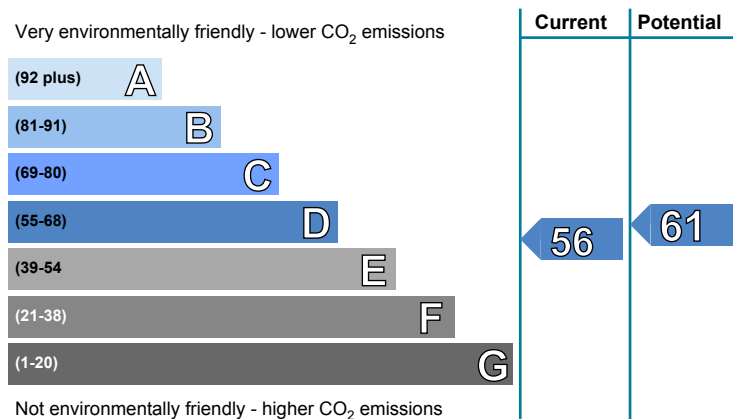 Very environmentally friendly - lower CO2 emissions
Current Potential
(92 plus) A
(81-91) B
(69-80) C
(55-68) D
56 61
(39-54 E
(21-38) F
(1-20) G
Not environmentally friendly - higher CO2 emissions